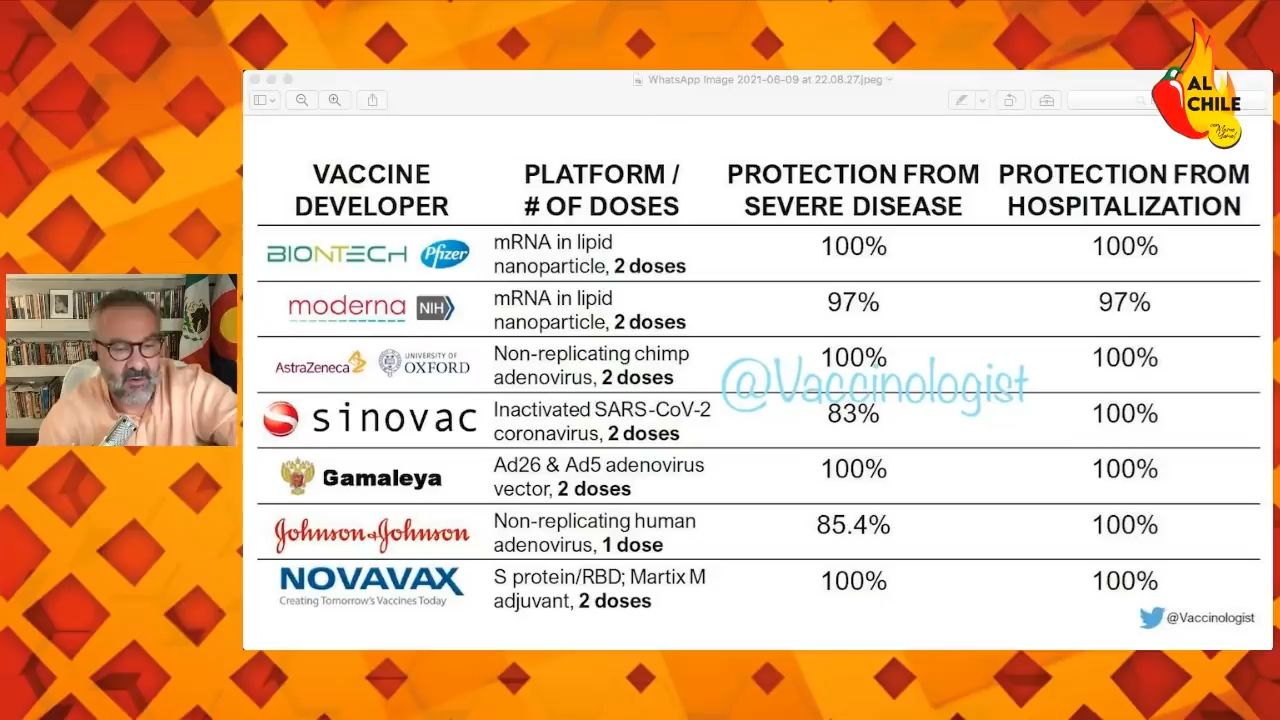 WhatsApp Image 2021-06-09 at 22.08.27.jpeg
AL
CHILE
VACCINE
DEVELOPER
PLATFORM /
# OF DOSES
PROTECTION FROM
SEVERE DISEASE
PROTECTION FROM
HOSPITALIZATION
BIONTECH Pfizer
mRNA in lipid
nanoparticle, 2 doses
100%
100%
moderna NIH
mRNA in lipid
nanoparticle, 2 doses
97%
97%
AstraZeneca UNIVERSITY OF
OXFORD
Non-replicating chimp
adenovirus, 2 doses
100%
100%
@Vaccinologist
sinovac
Inactivated SARS-CoV-2
coronavirus, 2 doses
83%
100%
Gamaleya
Ad26 & Ad5 adenovirus
vector, 2 doses
100%
100%
Johnson & Johnson
Non-replicating human
adenovirus, 1 dose
85.4%
100%
NOVAVAX
Creating Tomorrow's Vaccines Today
S protein/RBD; Martix M
adjuvant, 2 doses
100%
100%
@Vaccinologist